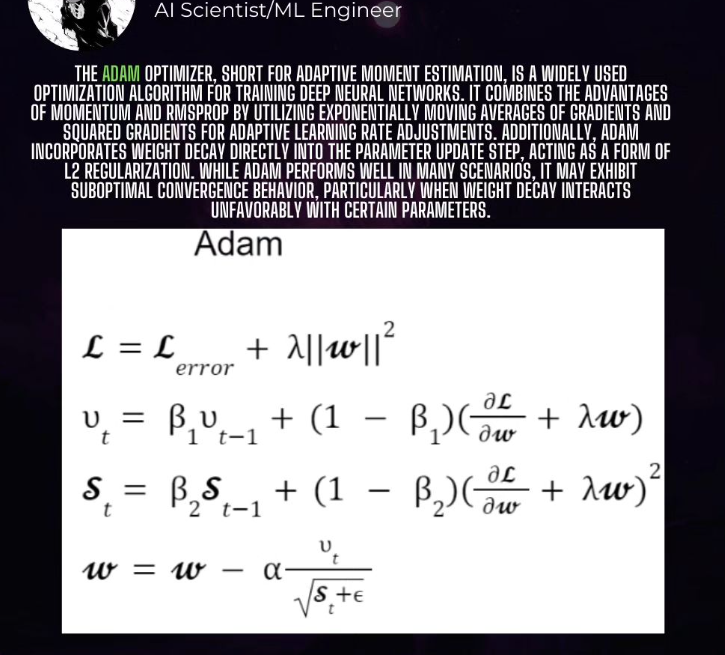 AI Scientist/ML Engineer
THE ADAM OPTIMIZER, SHORT FOR ADAPTIVE MOMENT ESTIMATION, IS A WIDELY USED
OPTIMIZATION ALGORITHM FOR TRAINING DEEP NEURAL NETWORKS. IT COMBINES THE ADVANTAGES
OF MOMENTUM AND RMSPROP BY UTILIZING EXPONENTIALLY MOVING AVERAGES OF GRADIENTS AND
SQUARED GRADIENTS FOR ADAPTIVE LEARNING RATE ADJUSTMENTS. ADDITIONALLY, ADAM
INCORPORATES WEIGHT DECAY DIRECTLY INTO THE PARAMETER UPDATE STEP, ACTING AS A FORM OF
L2 REGULARIZATION. WHILE ADAM PERFORMS WELL IN MANY SCENARIOS, IT MAY EXHIBIT
SUBOPTIMAL CONVERGENCE BEHAVIOR, PARTICULARLY WHEN WEIGHT DECAY INTERACTS
UNFAVORABLY WITH CERTAIN PARAMETERS.
Adam
ℒ = ℒ_error + λ||w||²
υ_t = β₁υ_{t−1} + (1 − β₁)(∂ℒ/∂w + λw)
s_t = β₂s_{t−1} + (1 − β₂)(∂ℒ/∂w + λw)²
w = w − α υ_t/√(s_t+ϵ)